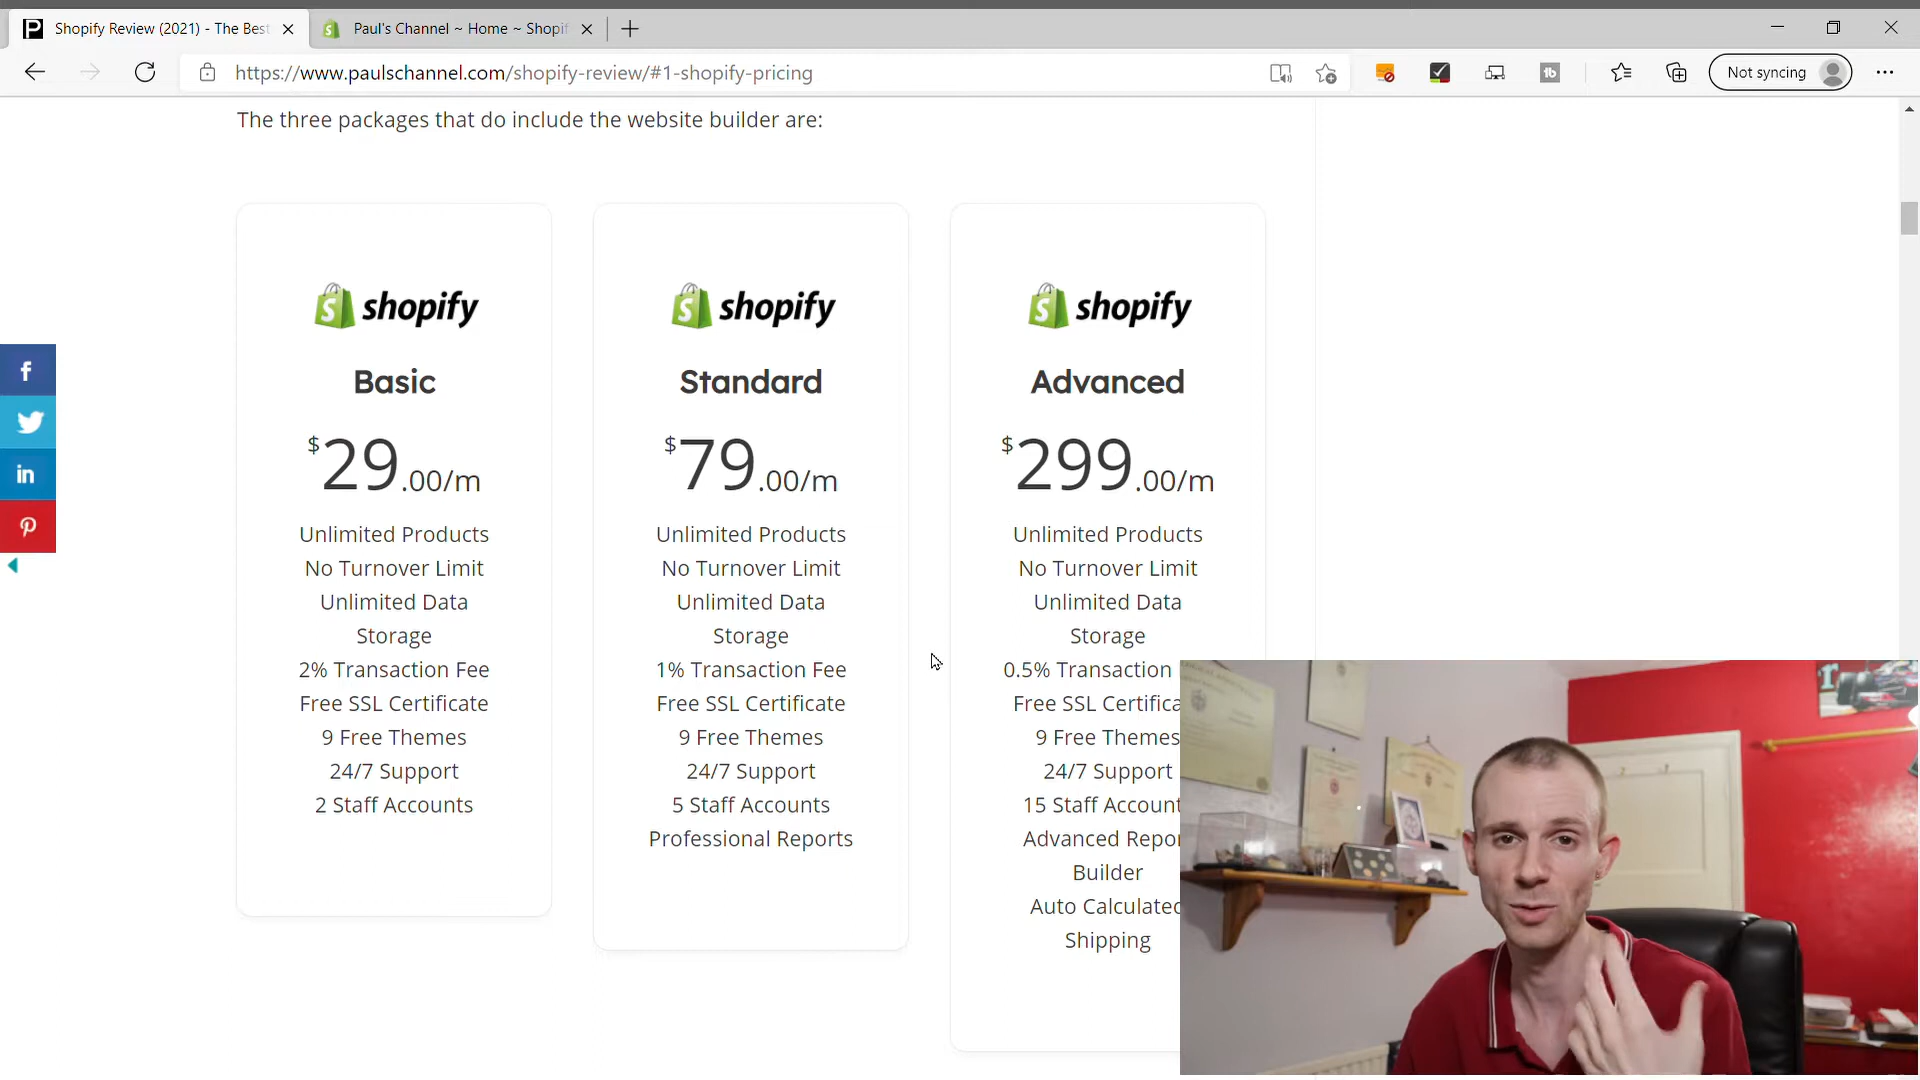 Shopify Review (2021) - The Best
Paul's Channel ~ Home ~ Shopif
https://www.paulschannel.com/shopify-review/#1-shopify-pricing
Not syncing
The three packages that do include the website builder are:
shopify
Basic
$29.00/m
Unlimited Products
No Turnover Limit
Unlimited Data
Storage
2% Transaction Fee
Free SSL Certificate
9 Free Themes
24/7 Support
2 Staff Accounts
shopify
Standard
$79.00/m
Unlimited Products
No Turnover Limit
Unlimited Data
Storage
1% Transaction Fee
Free SSL Certificate
9 Free Themes
24/7 Support
5 Staff Accounts
Professional Reports
shopify
Advanced
$299.00/m
Unlimited Products
No Turnover Limit
Unlimited Data
Storage
0.5% Transaction
Free SSL Certifica
9 Free Themes
24/7 Support
15 Staff Account
Advanced Repor
Builder
Auto Calculated
Shipping